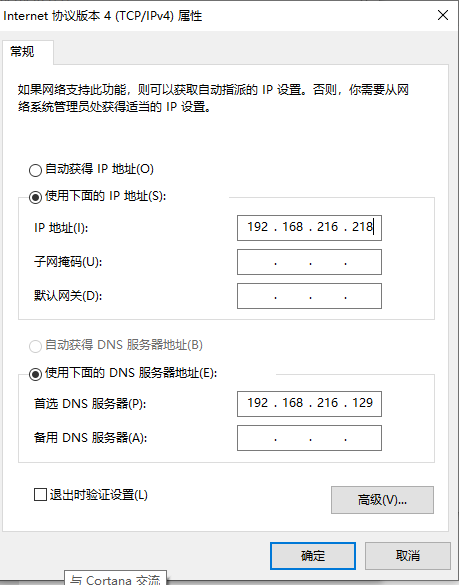 Internet 协议版本 4 (TCP/IPv4) 属性
常规
如果网络支持此功能，则可以获取自动指派的 IP 设置。否则，你需要从网
络系统管理员处获得适当的 IP 设置。
自动获得 IP 地址(O)
使用下面的 IP 地址(S):
IP 地址(I): 192 . 168 . 216 . 218
子网掩码(U): . . .
默认网关(D): . . .
自动获得 DNS 服务器地址(B)
使用下面的 DNS 服务器地址(E):
首选 DNS 服务器(P): 192 . 168 . 216 . 129
备用 DNS 服务器(A): . . .
退出时验证设置(L)
高级(V)...
确定 取消
与 Cortana 交流